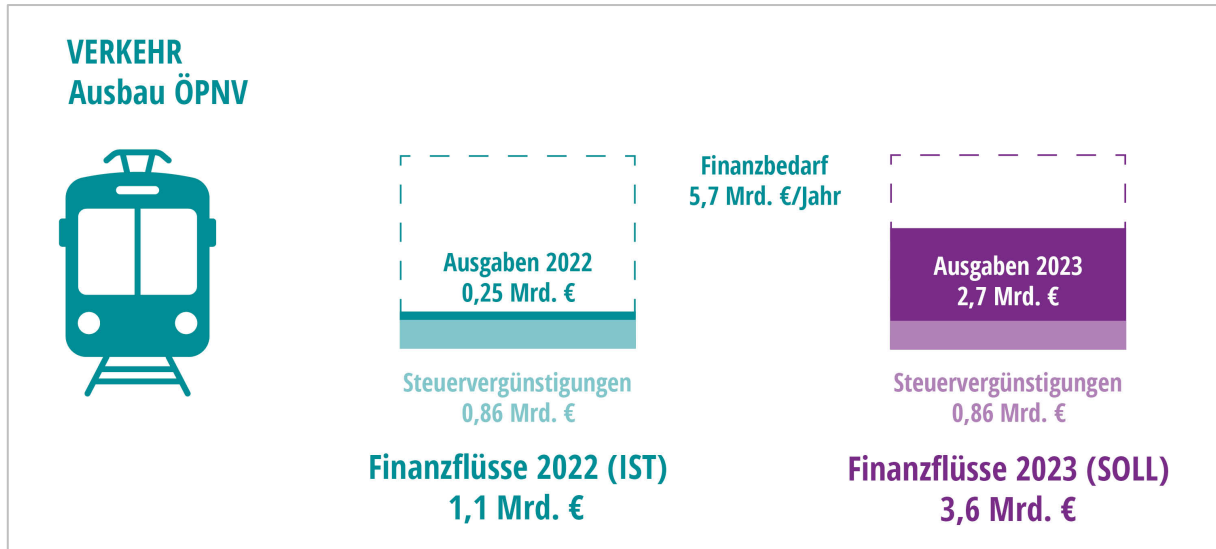 VERKEHR
Ausbau ÖPNV
Finanzbedarf
5,7 Mrd. €/Jahr
Ausgaben 2022
0,25 Mrd. €
Ausgaben 2023
2,7 Mrd. €
Steuervergünstigungen
0,86 Mrd. €
Steuervergünstigungen
0,86 Mrd. €
Finanzflüsse 2022 (IST)
1,1 Mrd. €
Finanzflüsse 2023 (SOLL)
3,6 Mrd. €